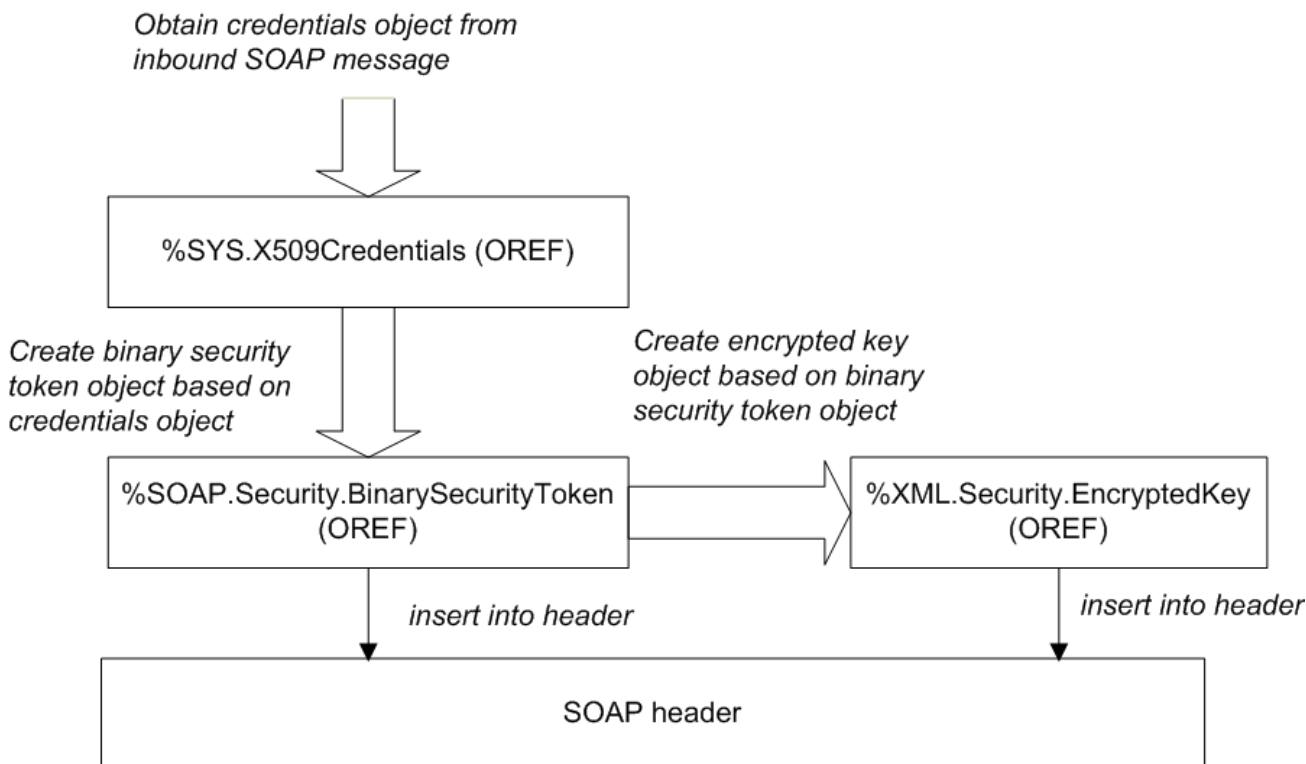 Obtain credentials object from
inbound SOAP message
%SYS.X509Credentials (OREF)
Create binary security
token object based on
credentials object
Create encrypted key
object based on binary
security token object
%SOAP.Security.BinarySecurityToken
(OREF)
%XML.Security.EncryptedKey
(OREF)
insert into header
insert into header
SOAP header